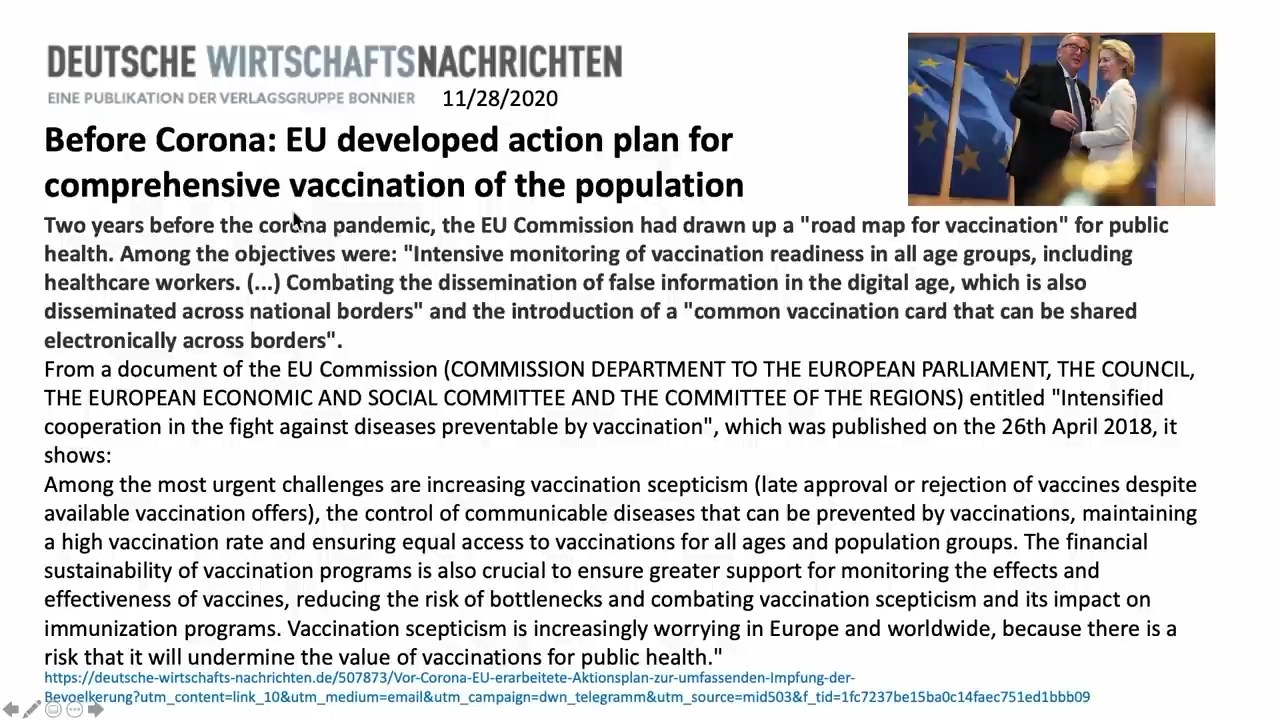 DEUTSCHE WIRTSCHAFTSNACHRICHTEN
EINE PUBLIKATION DER VERLAGSGRUPPE BONNIER 11/28/2020
Before Corona: EU developed action plan for
comprehensive vaccination of the population
Two years before the corona pandemic, the EU Commission had drawn up a "road map for vaccination" for public
health. Among the objectives were: "Intensive monitoring of vaccination readiness in all age groups, including
healthcare workers. (...) Combating the dissemination of false information in the digital age, which is also
disseminated across national borders" and the introduction of a "common vaccination card that can be shared
electronically across borders".
From a document of the EU Commission (COMMISSION DEPARTMENT TO THE EUROPEAN PARLIAMENT, THE COUNCIL,
THE EUROPEAN ECONOMIC AND SOCIAL COMMITTEE AND THE COMMITTEE OF THE REGIONS) entitled "Intensified
cooperation in the fight against diseases preventable by vaccination", which was published on the 26th April 2018, it
shows:
Among the most urgent challenges are increasing vaccination scepticism (late approval or rejection of vaccines despite
available vaccination offers), the control of communicable diseases that can be prevented by vaccinations, maintaining
a high vaccination rate and ensuring equal access to vaccinations for all ages and population groups. The financial
sustainability of vaccination programs is also crucial to ensure greater support for monitoring the effects and
effectiveness of vaccines, reducing the risk of bottlenecks and combating vaccination scepticism and its impact on
immunization programs. Vaccination scepticism is increasingly worrying in Europe and worldwide, because there is a
risk that it will undermine the value of vaccinations for public health."
https://deutsche-wirtschafts-nachrichten.de/507873/Vor-Corona-EU-erarbeitete-Aktionsplan-zur-umfassenden-Impfung-der-
Bevoelkerung?utm_content=link_10&utm_medium=email&utm_campaign=dwn_telegramm&utm_source=mid503&f_tid=1fc7237be15ba0c14faec751ed1bbb09